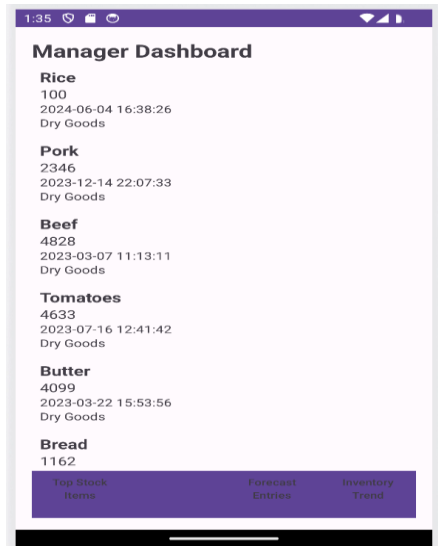 1:35
Manager Dashboard
Rice
100
2024-06-04 16:38:26
Dry Goods
Pork
2346
2023-12-14 22:07:33
Dry Goods
Beef
4828
2023-03-07 11:13:11
Dry Goods
Tomatoes
4633
2023-07-16 12:41:42
Dry Goods
Butter
4099
2023-03-22 15:53:56
Dry Goods
Bread
1162
Top Stock Items
Forecast Entries
Inventory Trend